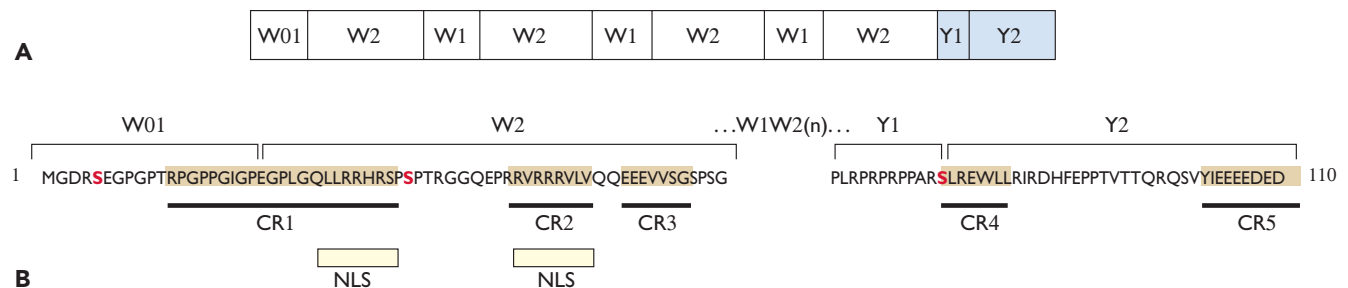 A W01 W2 W1 W2 W1 W2 W1 W2 Y1 Y2
W01 W2 ...W1W2(n)... Y1 Y2
1 MGDRSEGPGPTRPGPPGIGPEGPLGQLLRRHRSPSPTRGGQEPRRVRRRVLVQQEEEVVSGSPSG PLRPRPRPPARSLREWLLRIRDHFEPPTVTTQRQSVYIEEEEDED 110
CR1 CR2 CR3 CR4 CR5
B NLS NLS